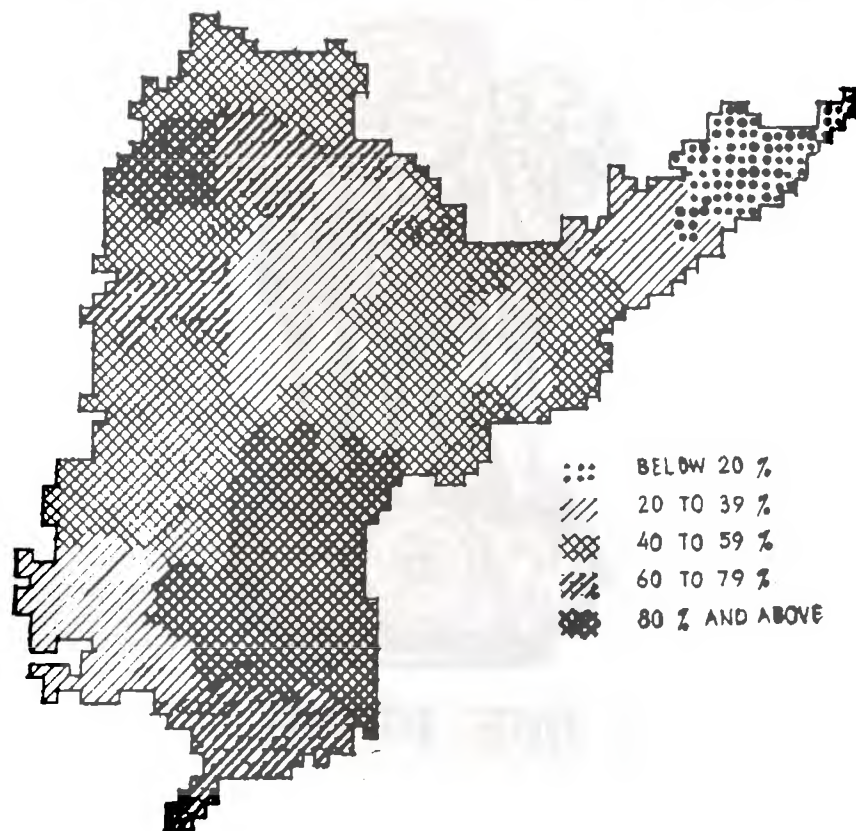 BELOW 20 %
20 TO 39 %
40 TO 59 %
60 TO 79 %
80 % AND ABOVE